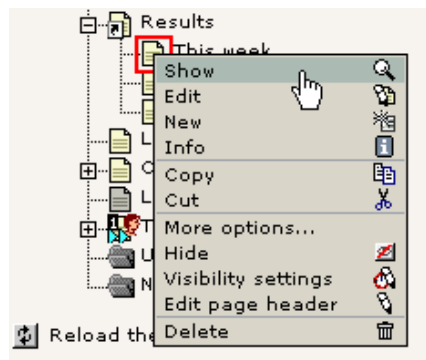 Results
This week
Show
Edit
New
Info
L
C
Copy
L
Cut
T
More options...
U
Hide
N
Visibility settings
Edit page header
Reload the
Delete